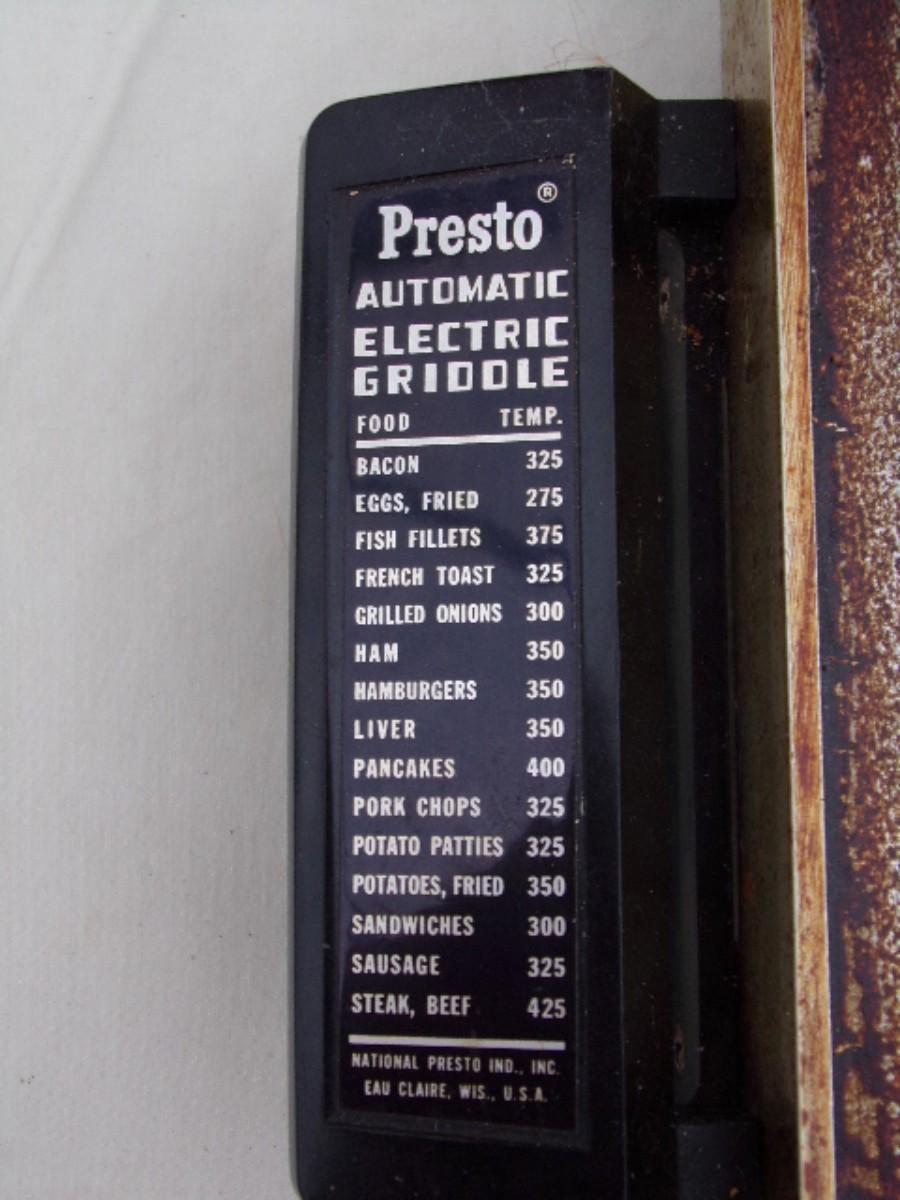 Presto®
AUTOMATIC
ELECTRIC
GRIDDLE
FOOD TEMP.
BACON 325
EGGS, FRIED 275
FISH FILLETS 375
FRENCH TOAST 325
GRILLED ONIONS 300
HAM 350
HAMBURGERS 350
LIVER 350
PANCAKES 400
PORK CHOPS 325
POTATO PATTIES 325
POTATOES, FRIED 350
SANDWICHES 300
SAUSAGE 325
STEAK, BEEF 425
NATIONAL PRESTO IND., INC.
EAU CLAIRE, WIS., U.S.A.